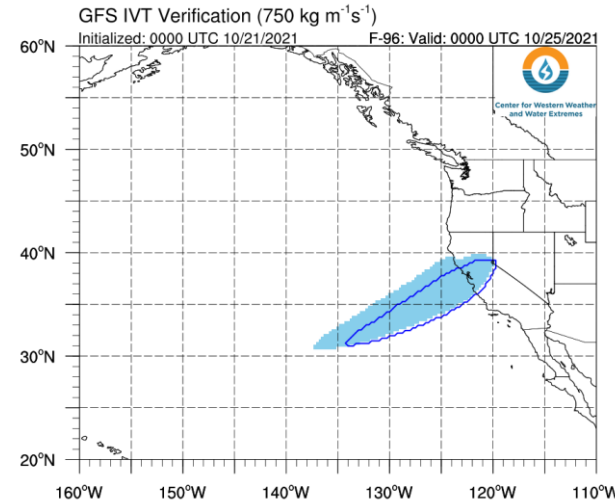 GFS IVT Verification (750 kg m⁻¹s⁻¹)
Initialized: 0000 UTC 10/21/2021 F-96: Valid: 0000 UTC 10/25/2021
60°N
Center for Western Weather
and Water Extremes
50°N
40°N
30°N
20°N
160°W 150°W 140°W 130°W 120°W 110°W